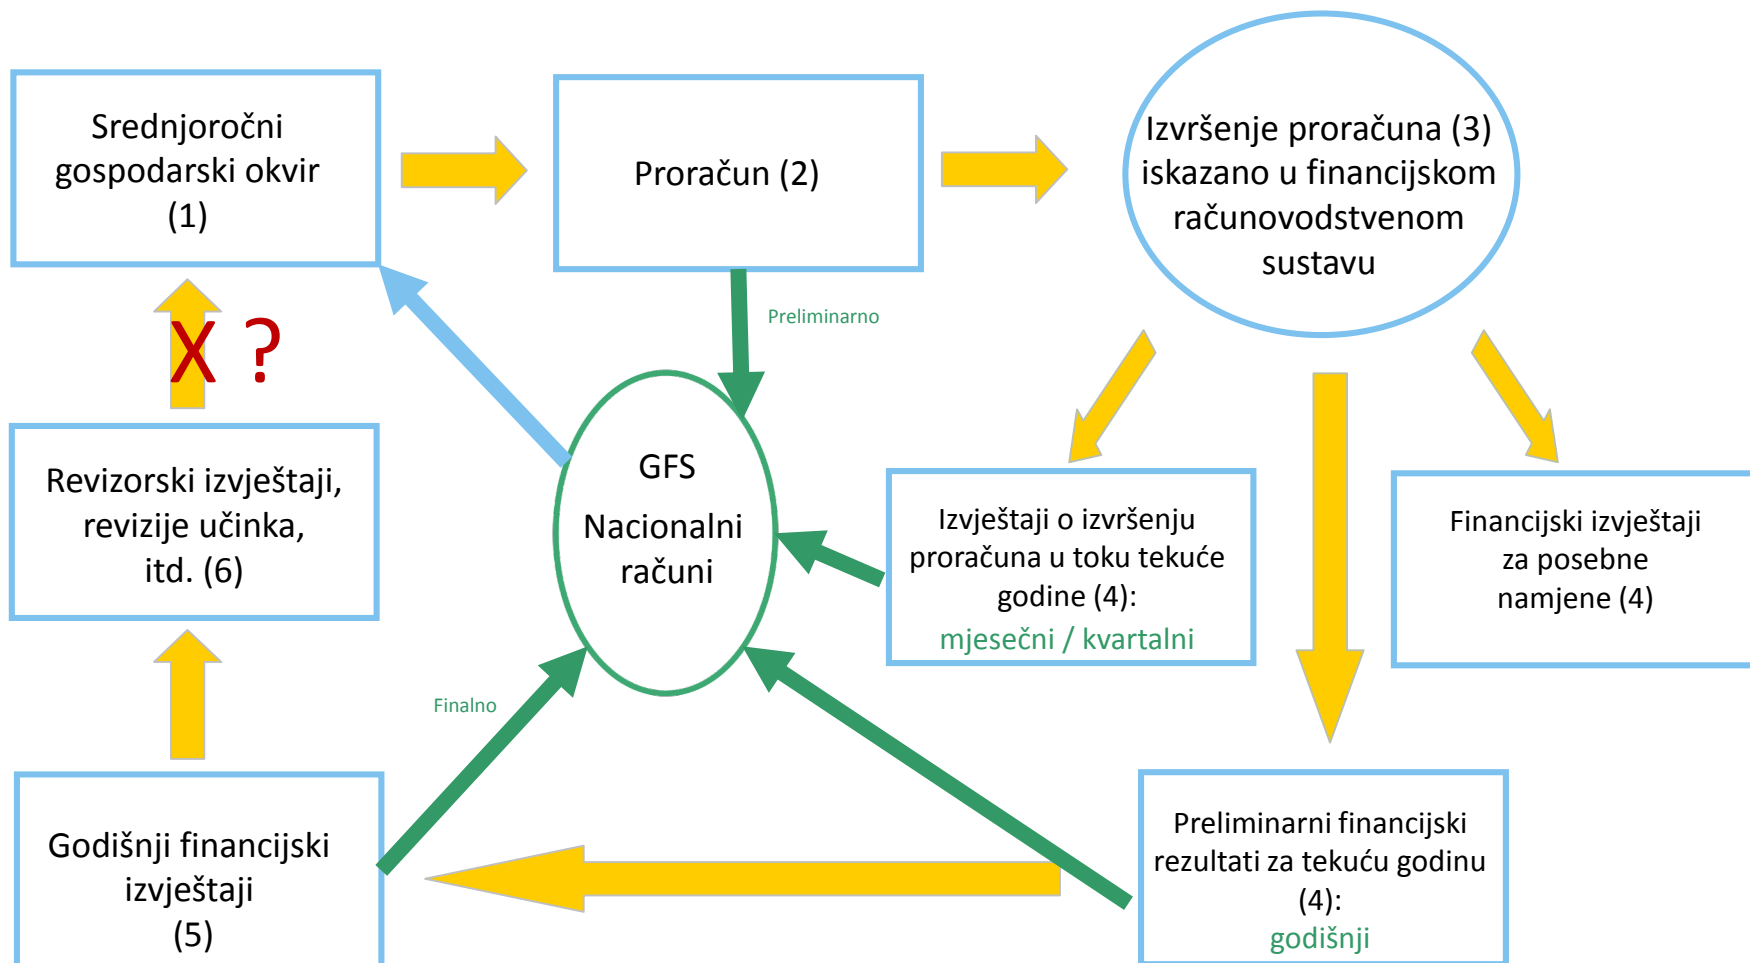 Srednjoročni
gospodarski okvir
(1)
Proračun (2)
Izvršenje proračuna (3)
iskazano u financijskom
računovodstvenom
sustavu
Preliminarno
X ?
GFS
Nacionalni
računi
Revizorski izvještaji,
revizije učinka,
itd. (6)
Izvještaji o izvršenju
proračuna u toku tekuće
godine (4):
mjesečni / kvartalni
Financijski izvještaji
za posebne
namjene (4)
Finalno
Godišnji financijski
izvještaji
(5)
Preliminarni financijski
rezultati za tekuću godinu
(4):
godišnji